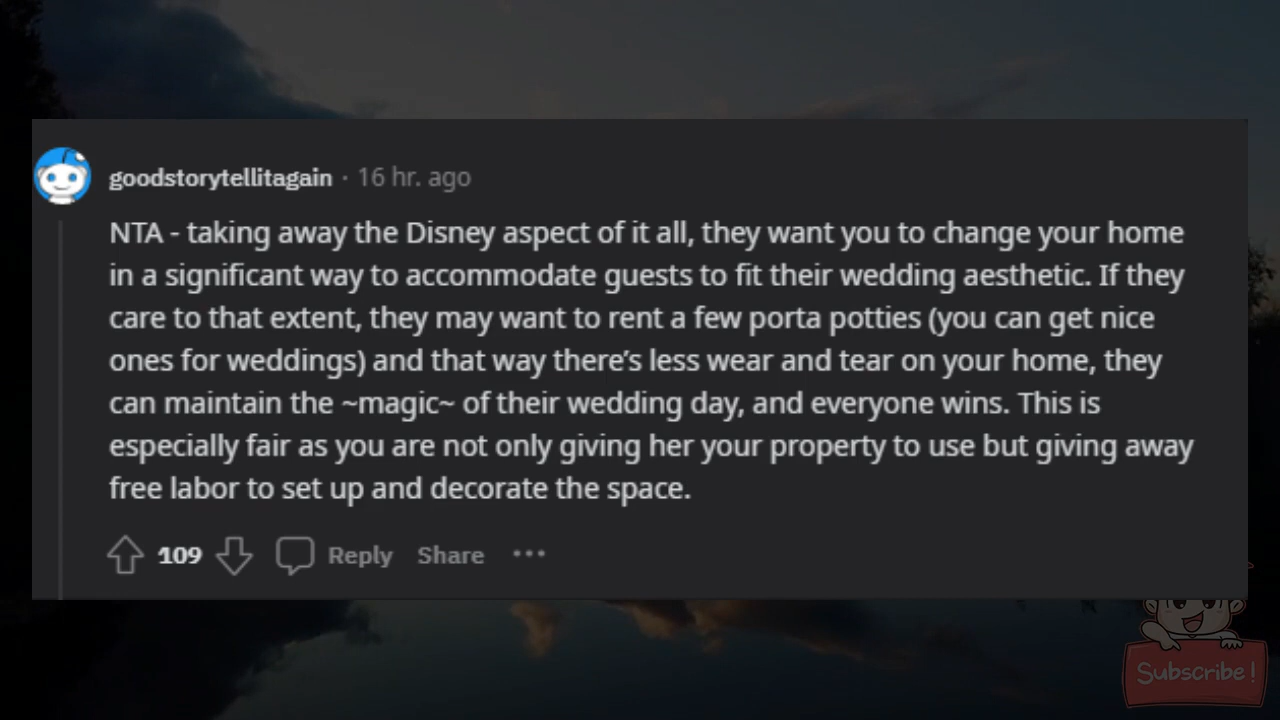 goodstorytellitagain · 16 hr. ago
NTA - taking away the Disney aspect of it all, they want you to change your home
in a significant way to accommodate guests to fit their wedding aesthetic. If they
care to that extent, they may want to rent a few porta potties (you can get nice
ones for weddings) and that way there’s less wear and tear on your home, they
can maintain the ~magic~ of their wedding day, and everyone wins. This is
especially fair as you are not only giving her your property to use but giving away
free labor to set up and decorate the space.
109 Reply Share ···
Subscribe!